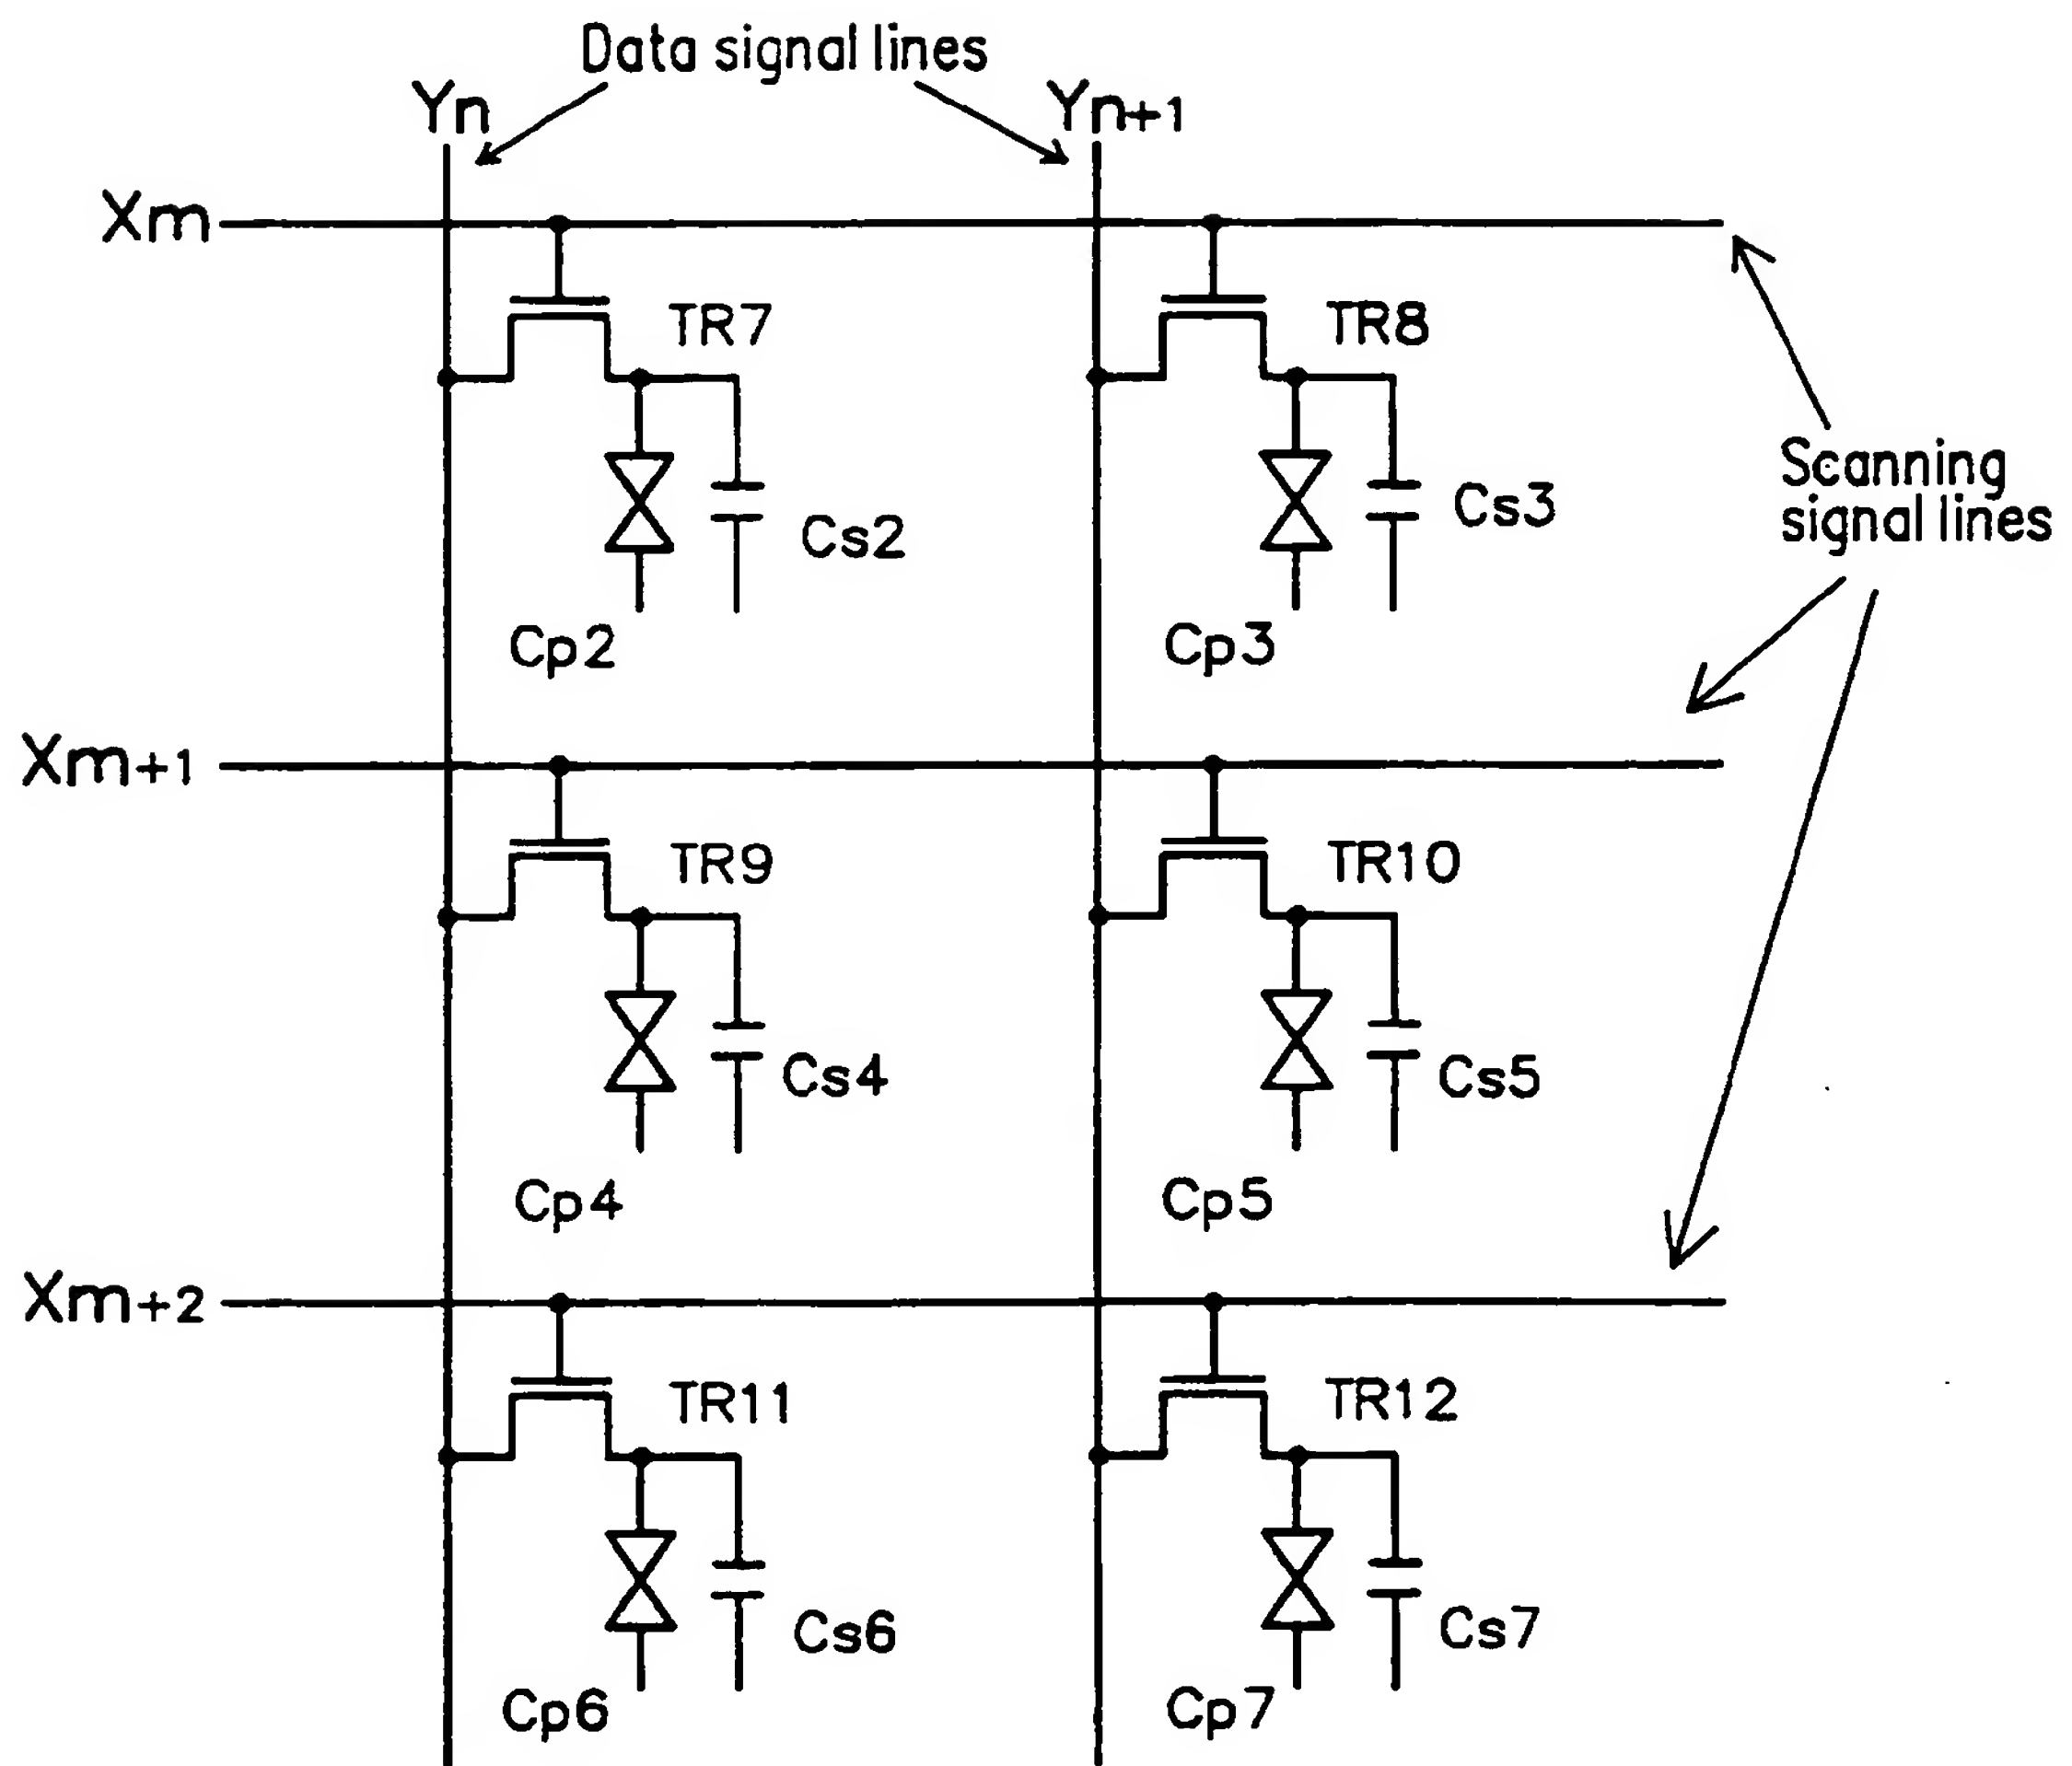 Data signal lines
Yn
Yn+1
Xm
TR7
TR8
Scanning
signal lines
Cs2
Cs3
Cp2
Cp3
Xm+1
TR9
TR10
Cs4
Cs5
Cp4
Cp5
Xm+2
TR11
TR12
Cs6
Cs7
Cp6
Cp7